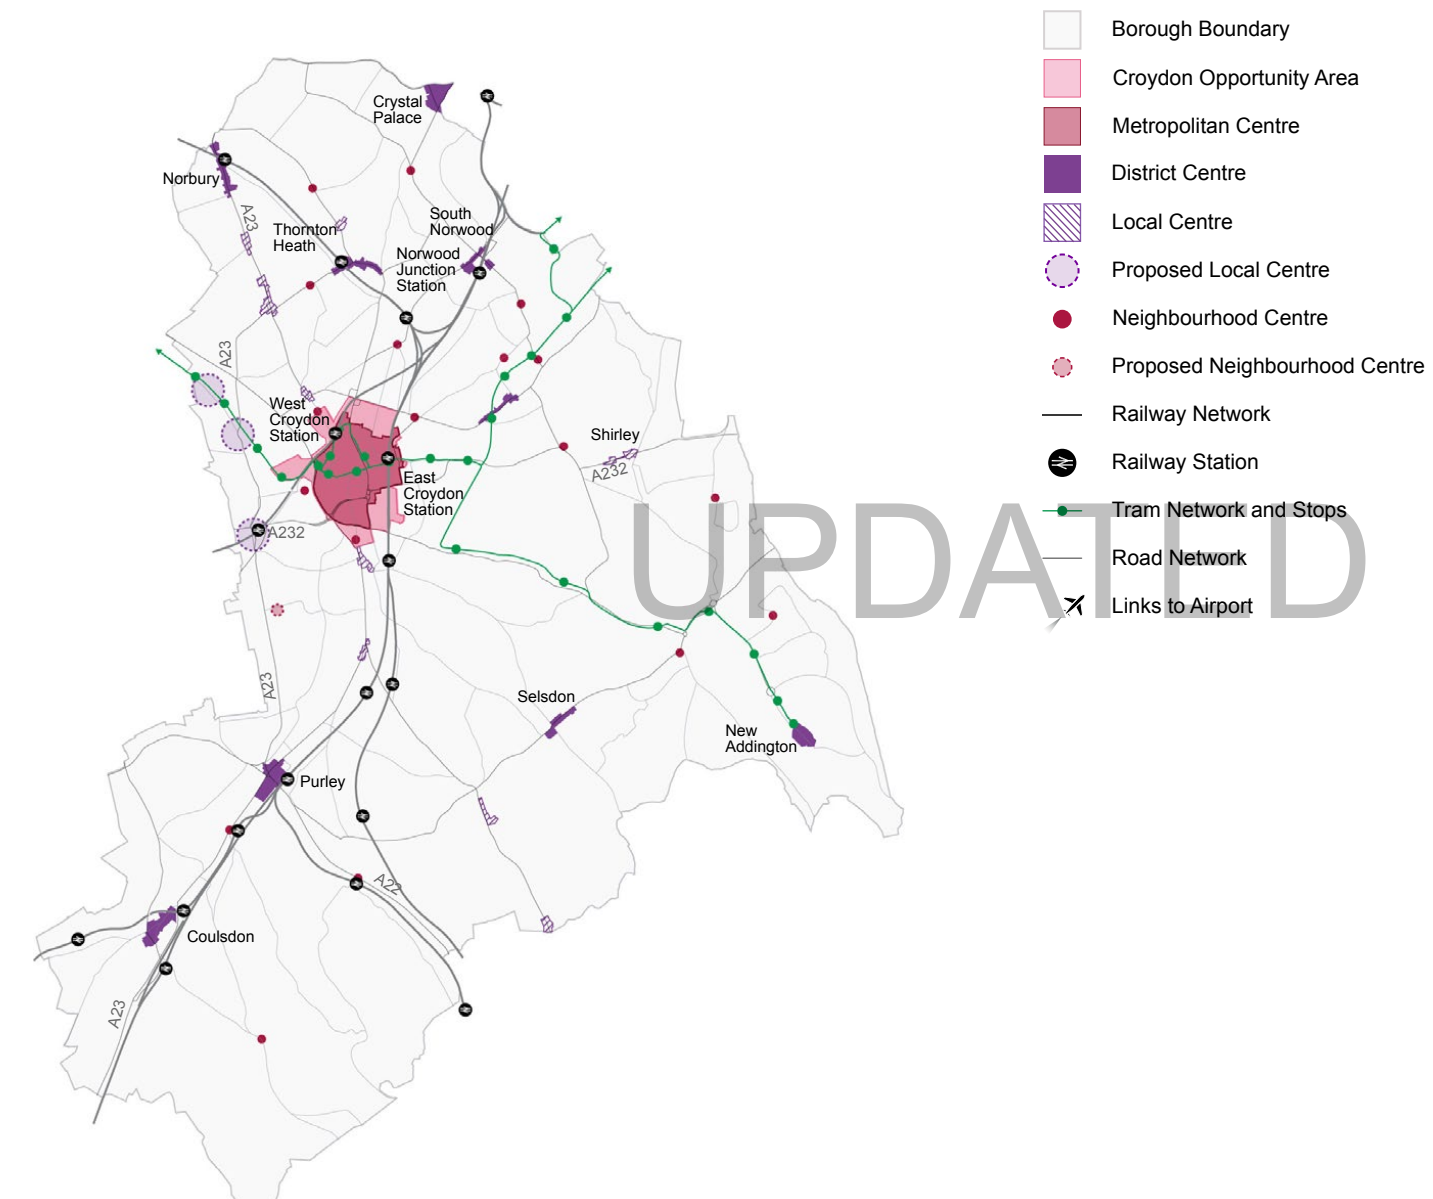 Crystal
Palace
Norbury
A23
Thornton
Heath
South
Norwood
Norwood
Junction
Station
A23
West
Croydon
Station
Shirley
A232
East
Croydon
Station
A232
A23
Selsdon
New
Addington
Purley
A22
Coulsdon
A23
Borough Boundary
Croydon Opportunity Area
Metropolitan Centre
District Centre
Local Centre
Proposed Local Centre
Neighbourhood Centre
Proposed Neighbourhood Centre
Railway Network
Railway Station
Tram Network and Stops
Road Network
Links to Airport
UPDATED